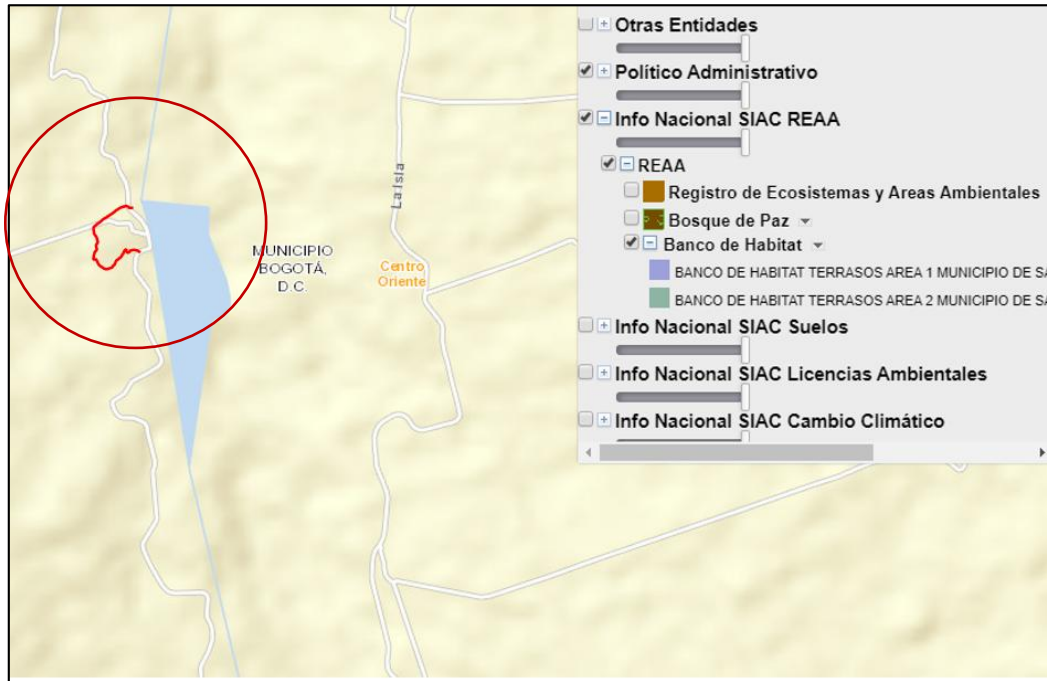 La Isla
MUNICIPIO
BOGOTÁ,
D.C.
Centro
Oriente
Otras Entidades
Político Administrativo
Info Nacional SIAC REAA
REAA
Registro de Ecosistemas y Areas Ambientales
Bosque de Paz
Banco de Habitat
BANCO DE HABITAT TERRASOS AREA 1 MUNICIPIO DE SA
BANCO DE HABITAT TERRASOS AREA 2 MUNICIPIO DE SA
Info Nacional SIAC Suelos
Info Nacional SIAC Licencias Ambientales
Info Nacional SIAC Cambio Climático